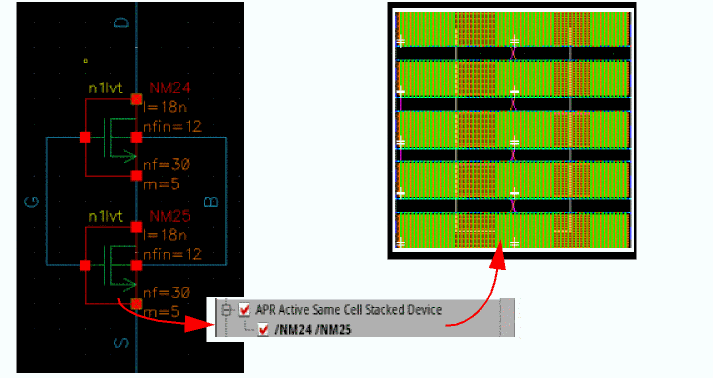 D
n1lvt NM24
l=18n
nfin=12
nf=30
m=5
G
B
n1lvt NM25
l=18n
nfin=12
nf=30
m=5
S
APR Active Same Cell Stacked Device
/NM24 /NM25